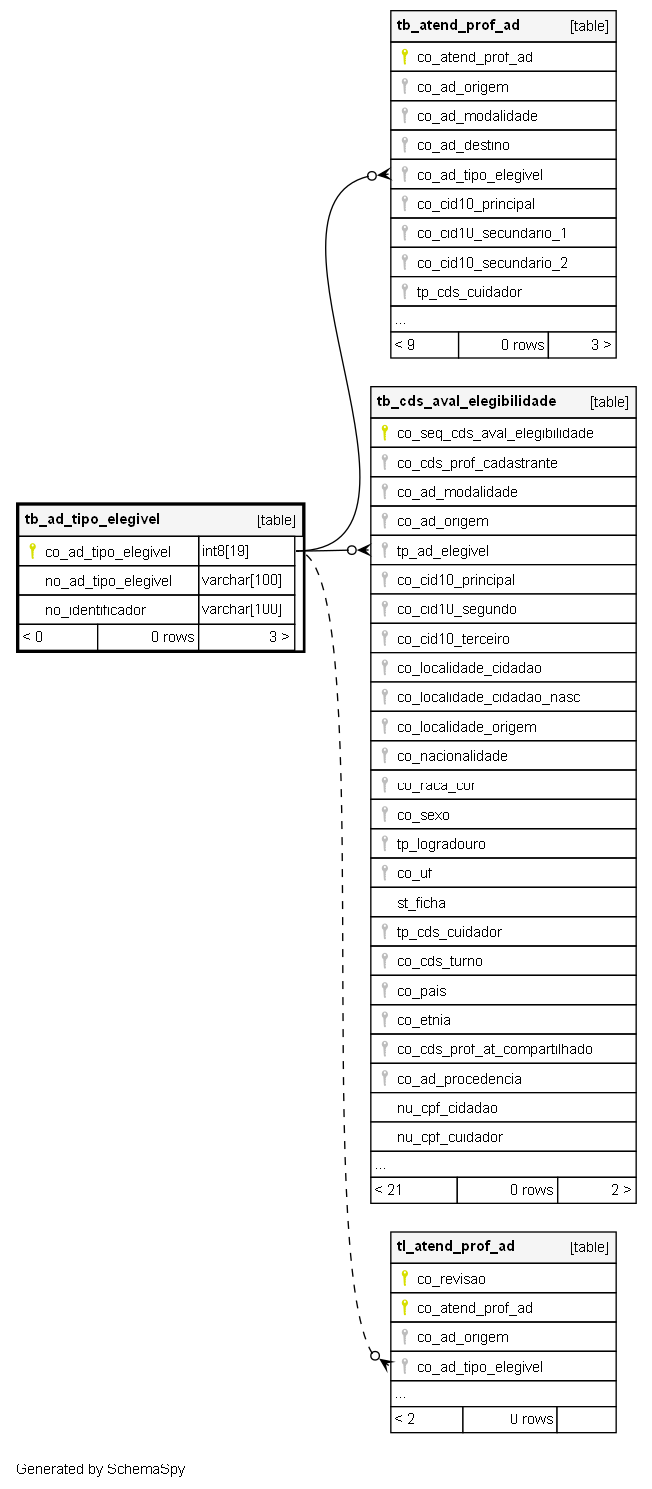 tb_atend_prof_ad [table]
co_atend_prof_ad
co_ad_origem
co_ad_modalidade
co_ad_destino
co_ad_tipo_elegivel
co_cid10_principal
co_cid10_secundario_1
co_cid10_secundario_2
tp_cds_cuidador
...
< 9 0 rows 3 >
tb_cds_aval_elegibilidade [table]
co_seq_cds_aval_elegibilidade
co_cds_prof_cadastrante
co_ad_modalidade
co_ad_origem
tp_ad_elegivel
co_cid10_principal
co_cid10_segundo
co_cid10_terceiro
co_localidade_cidadao
co_localidade_cidadao_nasc
co_localidade_origem
co_nacionalidade
co_raca_cor
co_sexo
tp_logradouro
co_uf
st_ficha
tp_cds_cuidador
co_cds_turno
co_pais
co_etnia
co_cds_prof_at_compartilhado
co_ad_procedencia
nu_cpf_cidadao
nu_cpf_cuidador
...
< 21 0 rows 2 >
tb_ad_tipo_elegivel [table]
co_ad_tipo_elegivel int8[19]
no_ad_tipo_elegivel varchar[100]
no_identificador varchar[100]
< 0 0 rows 3 >
tl_atend_prof_ad [table]
co_revisao
co_atend_prof_ad
co_ad_origem
co_ad_tipo_elegivel
...
< 2 0 rows
Generated by SchemaSpy